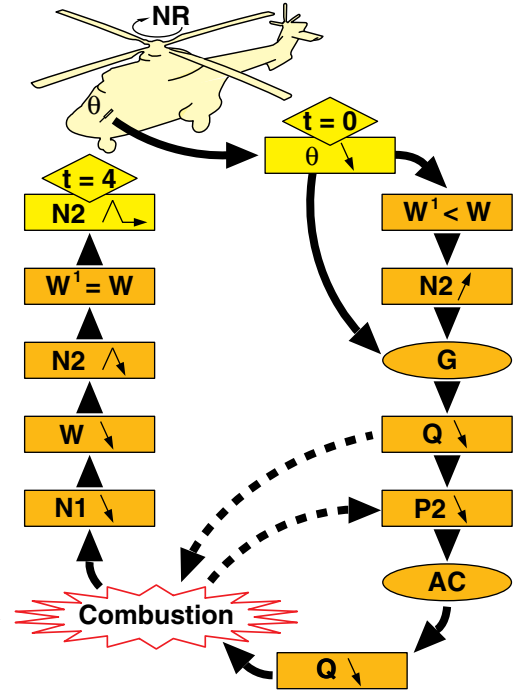 NR
θ
t = 0
θ
W¹ < W
N2
G
Q
P2
AC
Q
Combustion
N1
W
N2
W¹ = W
t = 4
N2